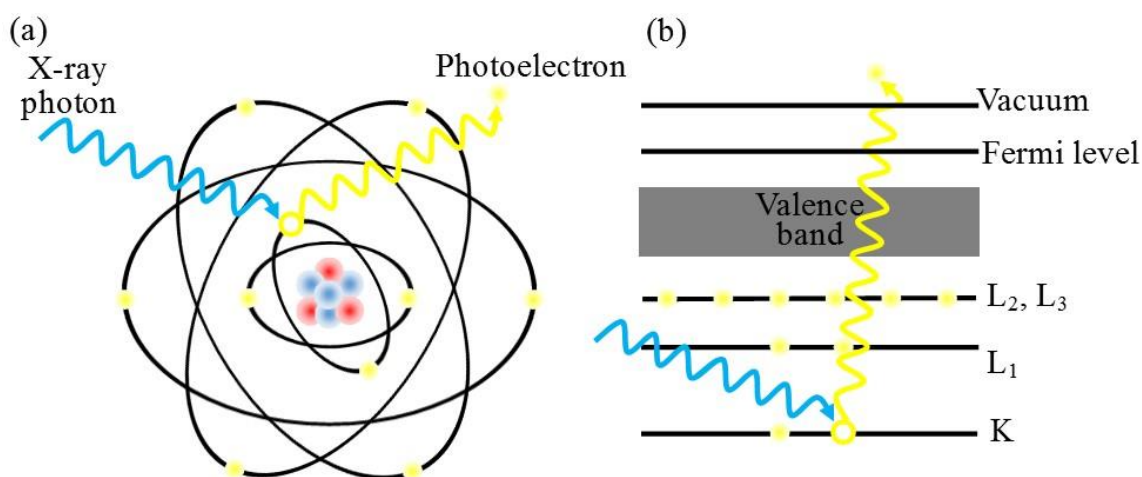 (a)
X-ray
photon
Photoelectron
(b)
Vacuum
Fermi level
Valence
band
L₂, L₃
L₁
K